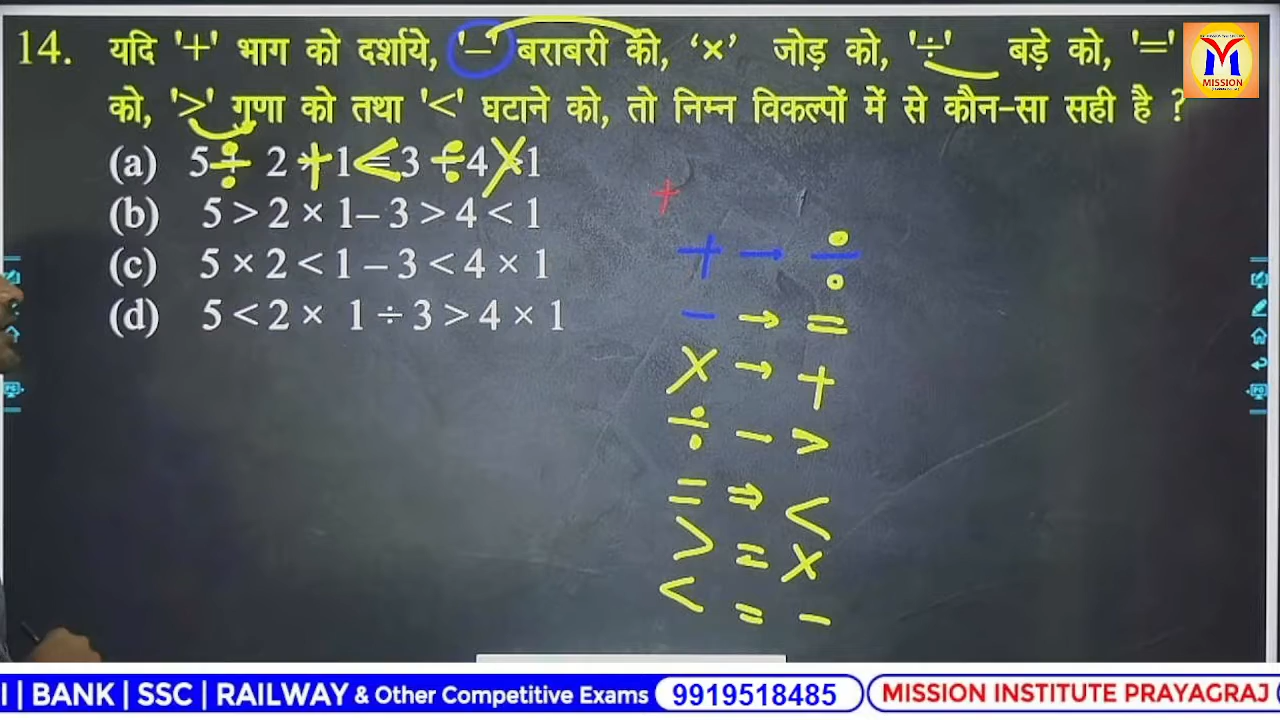 14. यदि '+' भाग को दर्शाये, '–' बराबरी को, ‘×’ जोड़ को, '÷' बड़े को, '='
को, '>' गुणा को तथा '<' घटाने को, तो निम्न विकल्पों में से कौन-सा सही है ?
(a) 5 ÷ 2 + 1 < 3 ÷ 4 × 1
(b) 5 > 2 × 1– 3 > 4 < 1
(c) 5 × 2 < 1 – 3 < 4 × 1
(d) 5 < 2 × 1 ÷ 3 > 4 × 1
+
+ → ÷
– → =
× → +
÷ – >
= ⇒ <
> = ×
< = –
M
MISSION
I | BANK | SSC | RAILWAY & Other Competitive Exams 9919518485 MISSION INSTITUTE PRAYAGRAJ